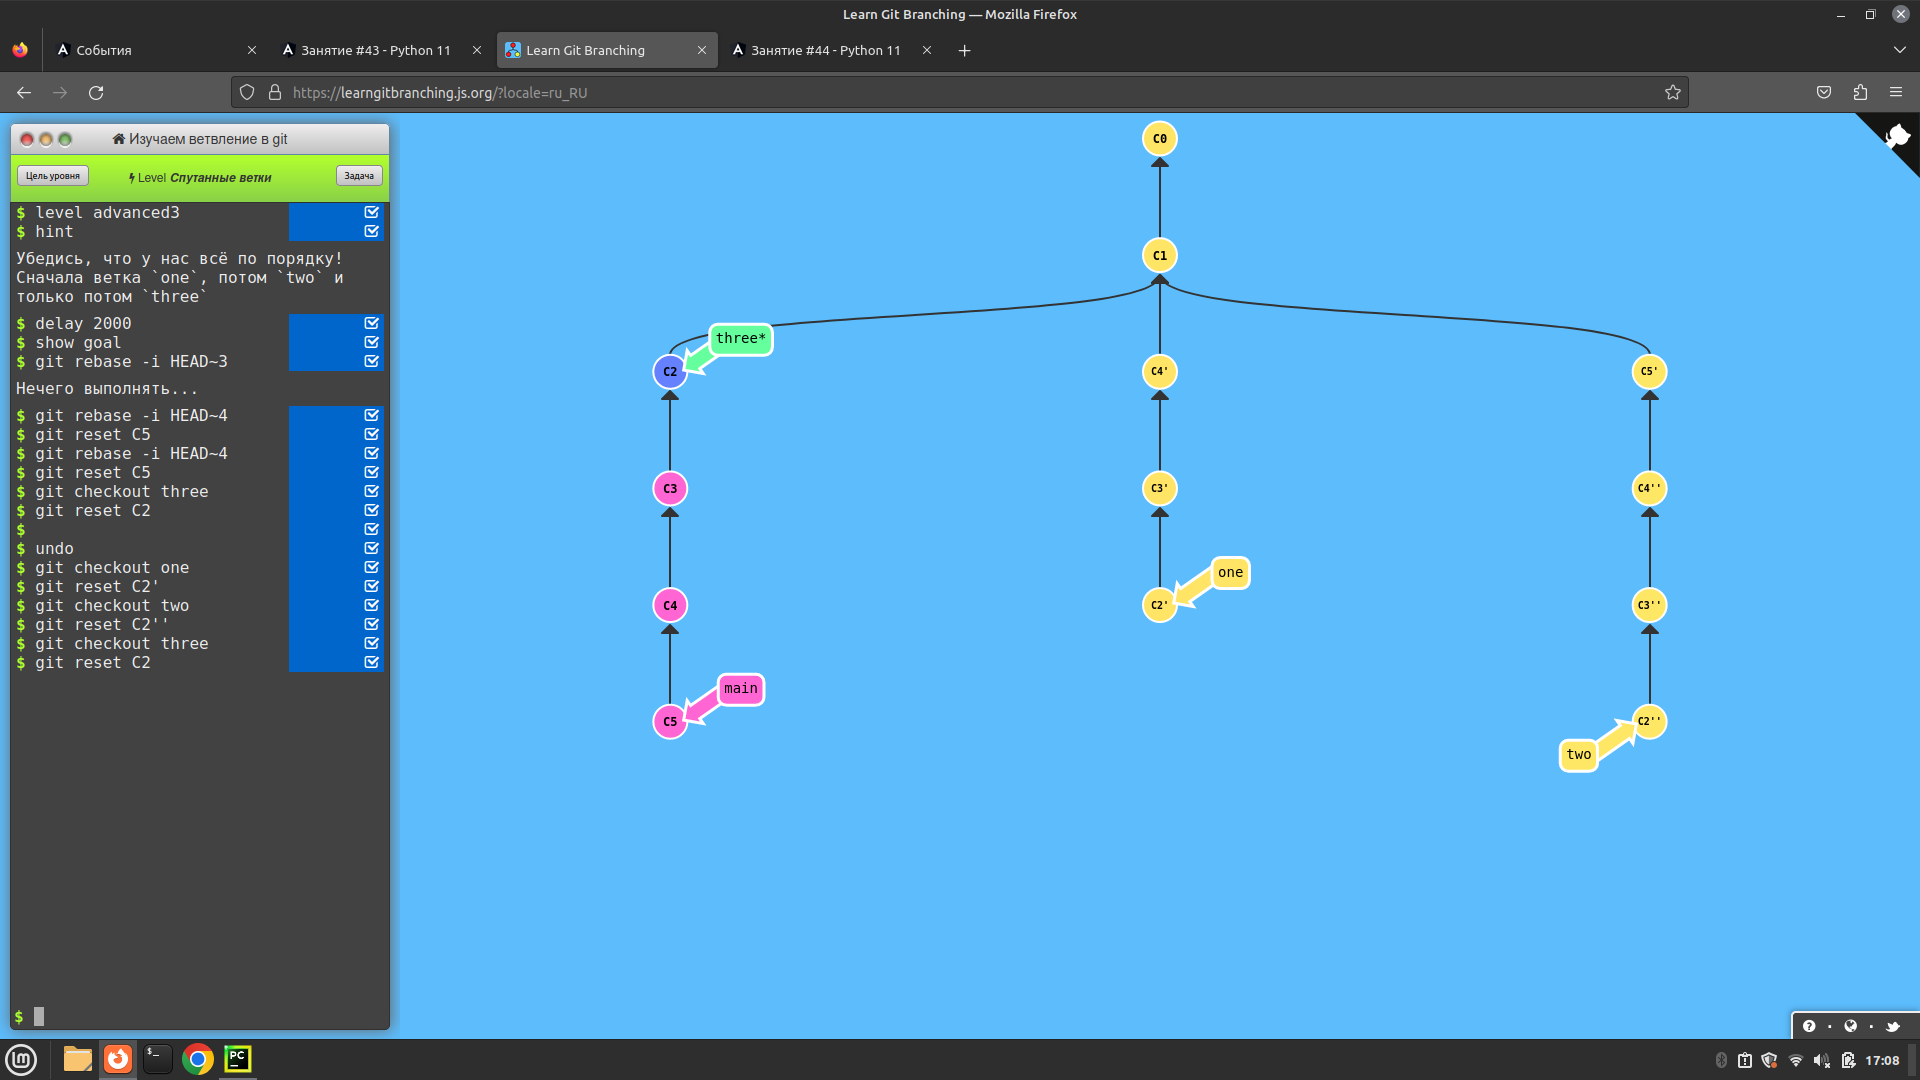 Learn Git Branching — Mozilla Firefox
События
Занятие #43 - Python 11
Learn Git Branching
Занятие #44 - Python 11
https://learngitbranching.js.org/?locale=ru_RU
Изучаем ветвление в git
Цель уровня
Level Спутанные ветки
Задача
$ level advanced3
$ hint
Убедись, что у нас всё по порядку!
Сначала ветка `one`, потом `two` и
только потом `three`
$ delay 2000
$ show goal
$ git rebase -i HEAD~3
Нечего выполнять...
$ git rebase -i HEAD~4
$ git reset C5
$ git rebase -i HEAD~4
$ git reset C5
$ git checkout three
$ git reset C2
$
$ undo
$ git checkout one
$ git reset C2'
$ git checkout two
$ git reset C2''
$ git checkout three
$ git reset C2
$
C0
C1
three*
C2
C4'
C5'
C3
C3'
C4''
one
C4
C2'
C3''
main
C5
C2''
two
PC
17:08